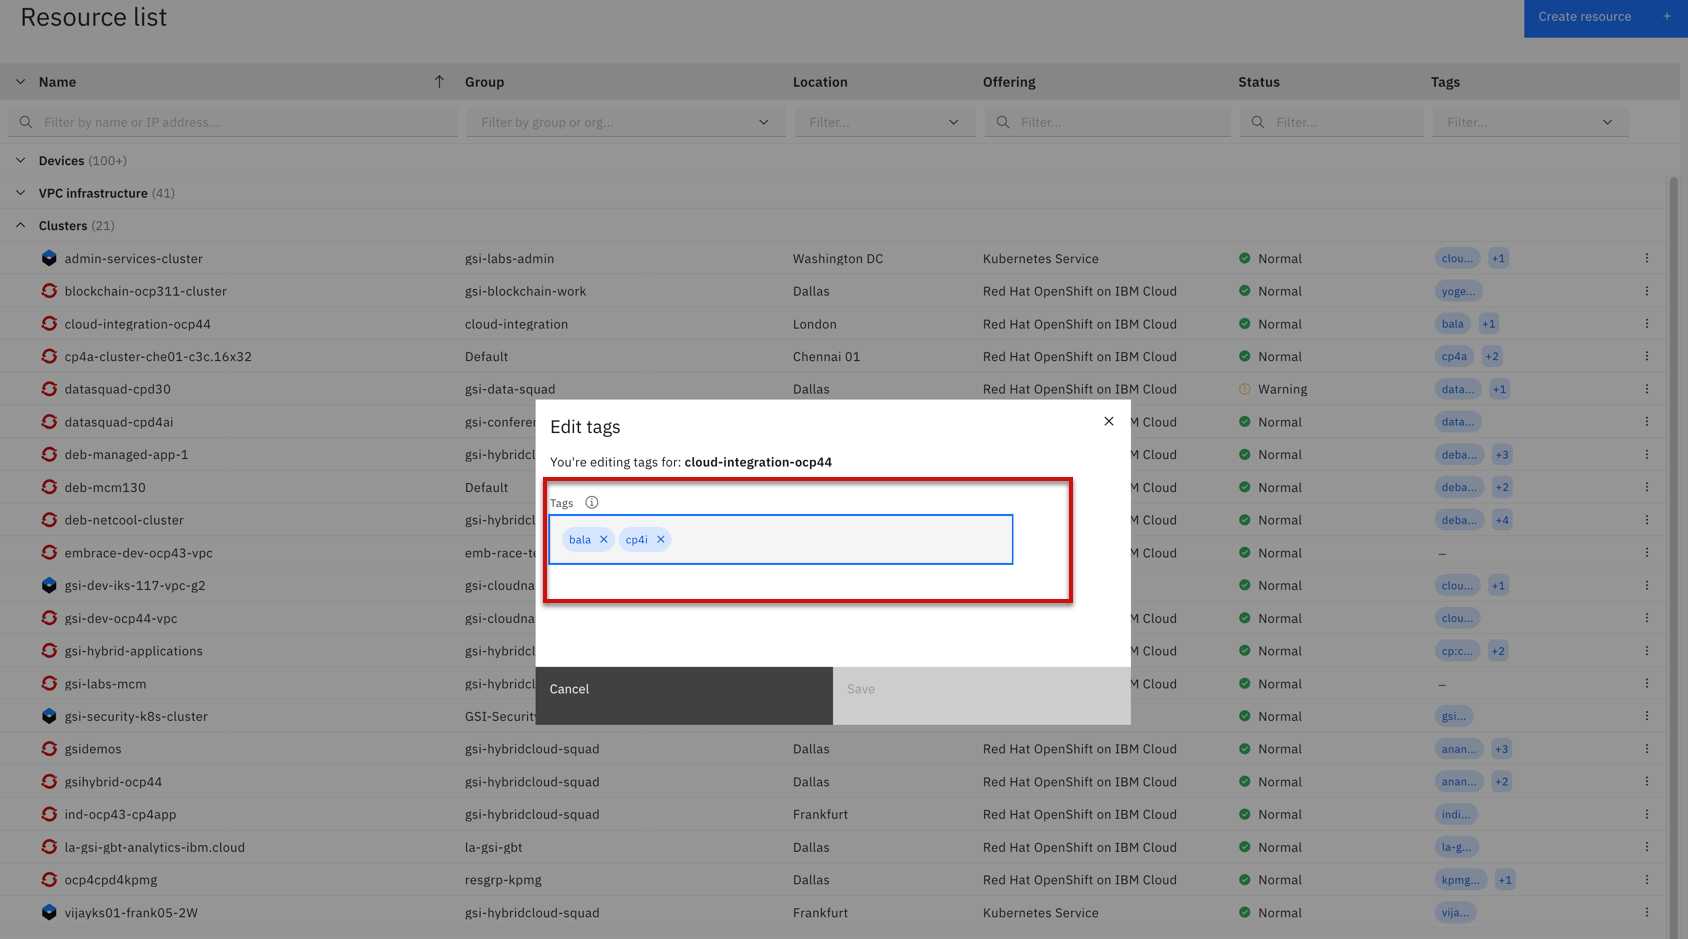 Resource list
Create resource +
Name Group Location Offering Status Tags
Filter by name or IP address... Filter by group or org... Filter... Filter... Filter... Filter...
Devices (100+)
VPC infrastructure (41)
Clusters (21)
admin-services-cluster gsi-labs-admin Washington DC Kubernetes Service Normal clou... +1
blockchain-ocp311-cluster gsi-blockchain-work Dallas Red Hat OpenShift on IBM Cloud Normal yoge...
cloud-integration-ocp44 cloud-integration London Red Hat OpenShift on IBM Cloud Normal bala +1
cp4a-cluster-che01-c3c.16x32 Default Chennai 01 Red Hat OpenShift on IBM Cloud Normal cp4a +2
datasquad-cpd30 gsi-data-squad Dallas Red Hat OpenShift on IBM Cloud Warning data... +1
datasquad-cpd4ai gsi-conferen M Cloud Normal data...
deb-managed-app-1 gsi-hybridcl M Cloud Normal deba... +3
deb-mcm130 Default M Cloud Normal deba... +2
deb-netcool-cluster gsi-hybridcl M Cloud Normal deba... +4
embrace-dev-ocp43-vpc emb-race-te M Cloud Normal –
gsi-dev-iks-117-vpc-g2 gsi-cloudna Normal clou... +1
gsi-dev-ocp44-vpc gsi-cloudna M Cloud Normal clou...
gsi-hybrid-applications gsi-hybridcl M Cloud Normal cp:c... +2
gsi-labs-mcm gsi-hybridcl M Cloud Normal –
gsi-security-k8s-cluster GSI-Security Normal gsi...
gsidemos gsi-hybridcloud-squad Dallas Red Hat OpenShift on IBM Cloud Normal anan... +3
gsihybrid-ocp44 gsi-hybridcloud-squad Dallas Red Hat OpenShift on IBM Cloud Normal anan... +2
ind-ocp43-cp4app gsi-hybridcloud-squad Frankfurt Red Hat OpenShift on IBM Cloud Normal indi...
la-gsi-gbt-analytics-ibm.cloud la-gsi-gbt Dallas Red Hat OpenShift on IBM Cloud Normal la-g...
ocp4cpd4kpmg resgrp-kpmg Dallas Red Hat OpenShift on IBM Cloud Normal kpmg... +1
vijayks01-frank05-2W gsi-hybridcloud-squad Frankfurt Kubernetes Service Normal vija...
Edit tags
You're editing tags for: cloud-integration-ocp44
Tags
bala cp4i
Cancel Save